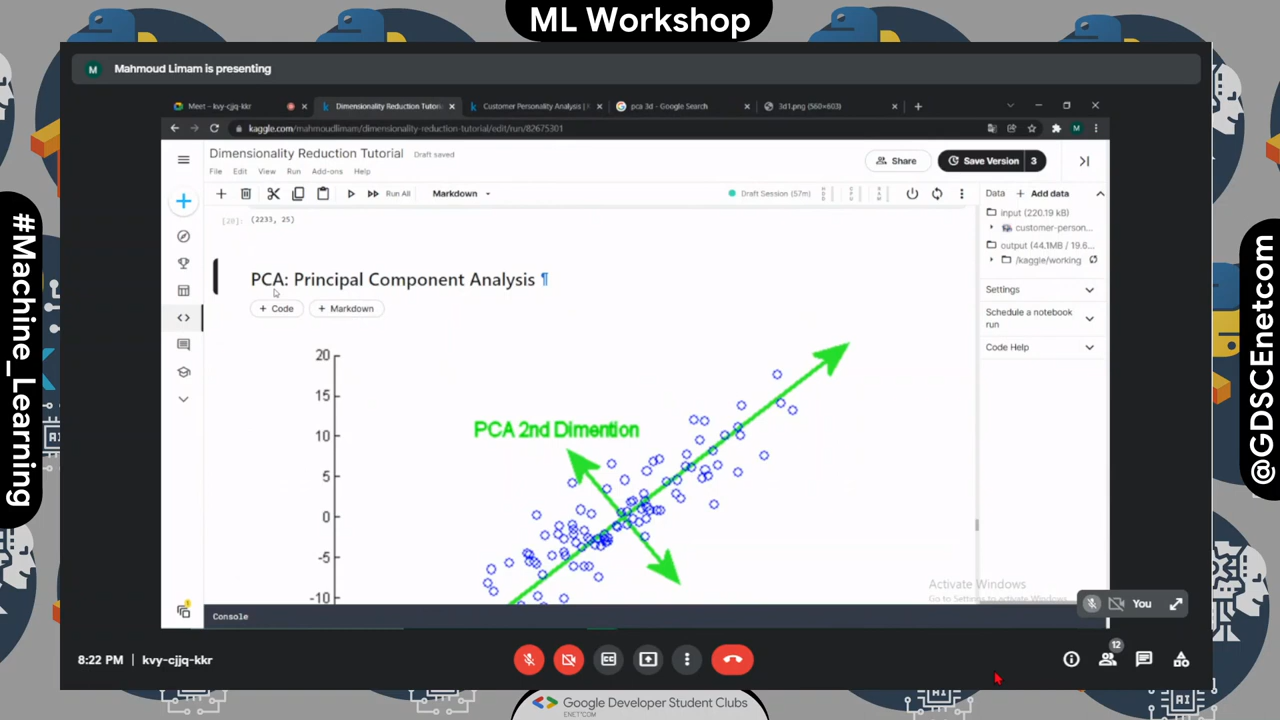 ML Workshop
#Machine_Learning
@GDSCEnetcom
M
Mahmoud Limam is presenting
Meet – kvy-cjjq-kkr
Dimensionality Reduction Tutor
Customer Personality Analysis |
pca 3d - Google Search
3d1.png (560×603)
kaggle.com/mahmoudlimam/dimensionality-reduction-tutorial/edit/run/82675301
M
Dimensionality Reduction Tutorial
Draft saved
File Edit View Run Add-ons Help
Share
Save Version 3
Run All
Markdown
Draft Session (57m)
Data
+ Add data
input (220.19 kB)
customer-person...
output (44.1MB / 19.6...
/kaggle/working
Settings
Schedule a notebook
run
Code Help
[20]: (2233, 25)
PCA: Principal Component Analysis ¶
+ Code
+ Markdown
20
15
10
5
0
-5
-10
PCA 2nd Dimention
Activate Windows
Go to Settings to activate Windows
Console
You
8:22 PM | kvy-cjjq-kkr
12
Google Developer Student Clubs
ENET'COM
AI
AI